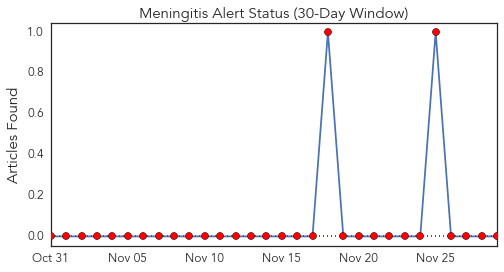 Meningitis Alert Status (30-Day Window)
Articles Found
1.0
0.8
0.6
0.4
0.2
0.0
Oct 31 Nov 05 Nov 10 Nov 15 Nov 20 Nov 25